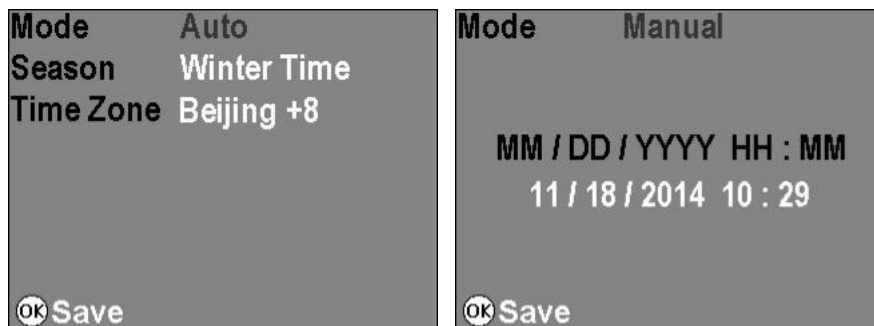 Mode Auto
Season Winter Time
Time Zone Beijing +8
OK Save
Mode Manual
MM / DD / YYYY HH : MM
11 / 18 / 2014 10 : 29
OK Save